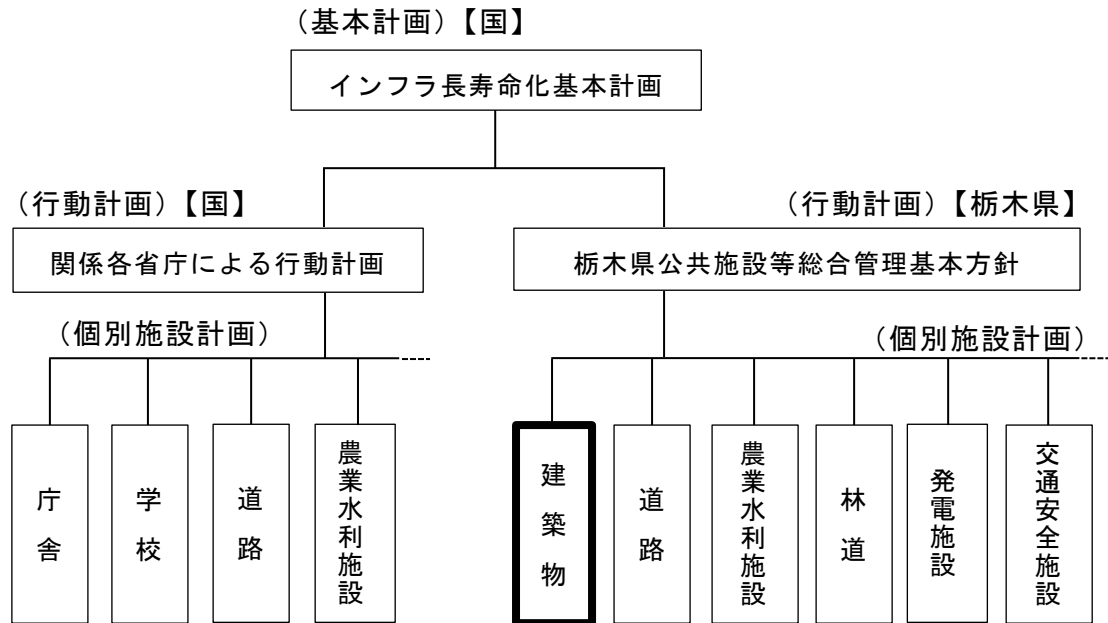 （基本計画）【国】
インフラ長寿命化基本計画
（行動計画）【国】
（行動計画）【栃木県】
関係各省庁による行動計画
栃木県公共施設等総合管理基本方針
（個別施設計画）
（個別施設計画）
庁舎
学校
道路
農業水利施設
建築物
道路
農業水利施設
林道
発電施設
交通安全施設